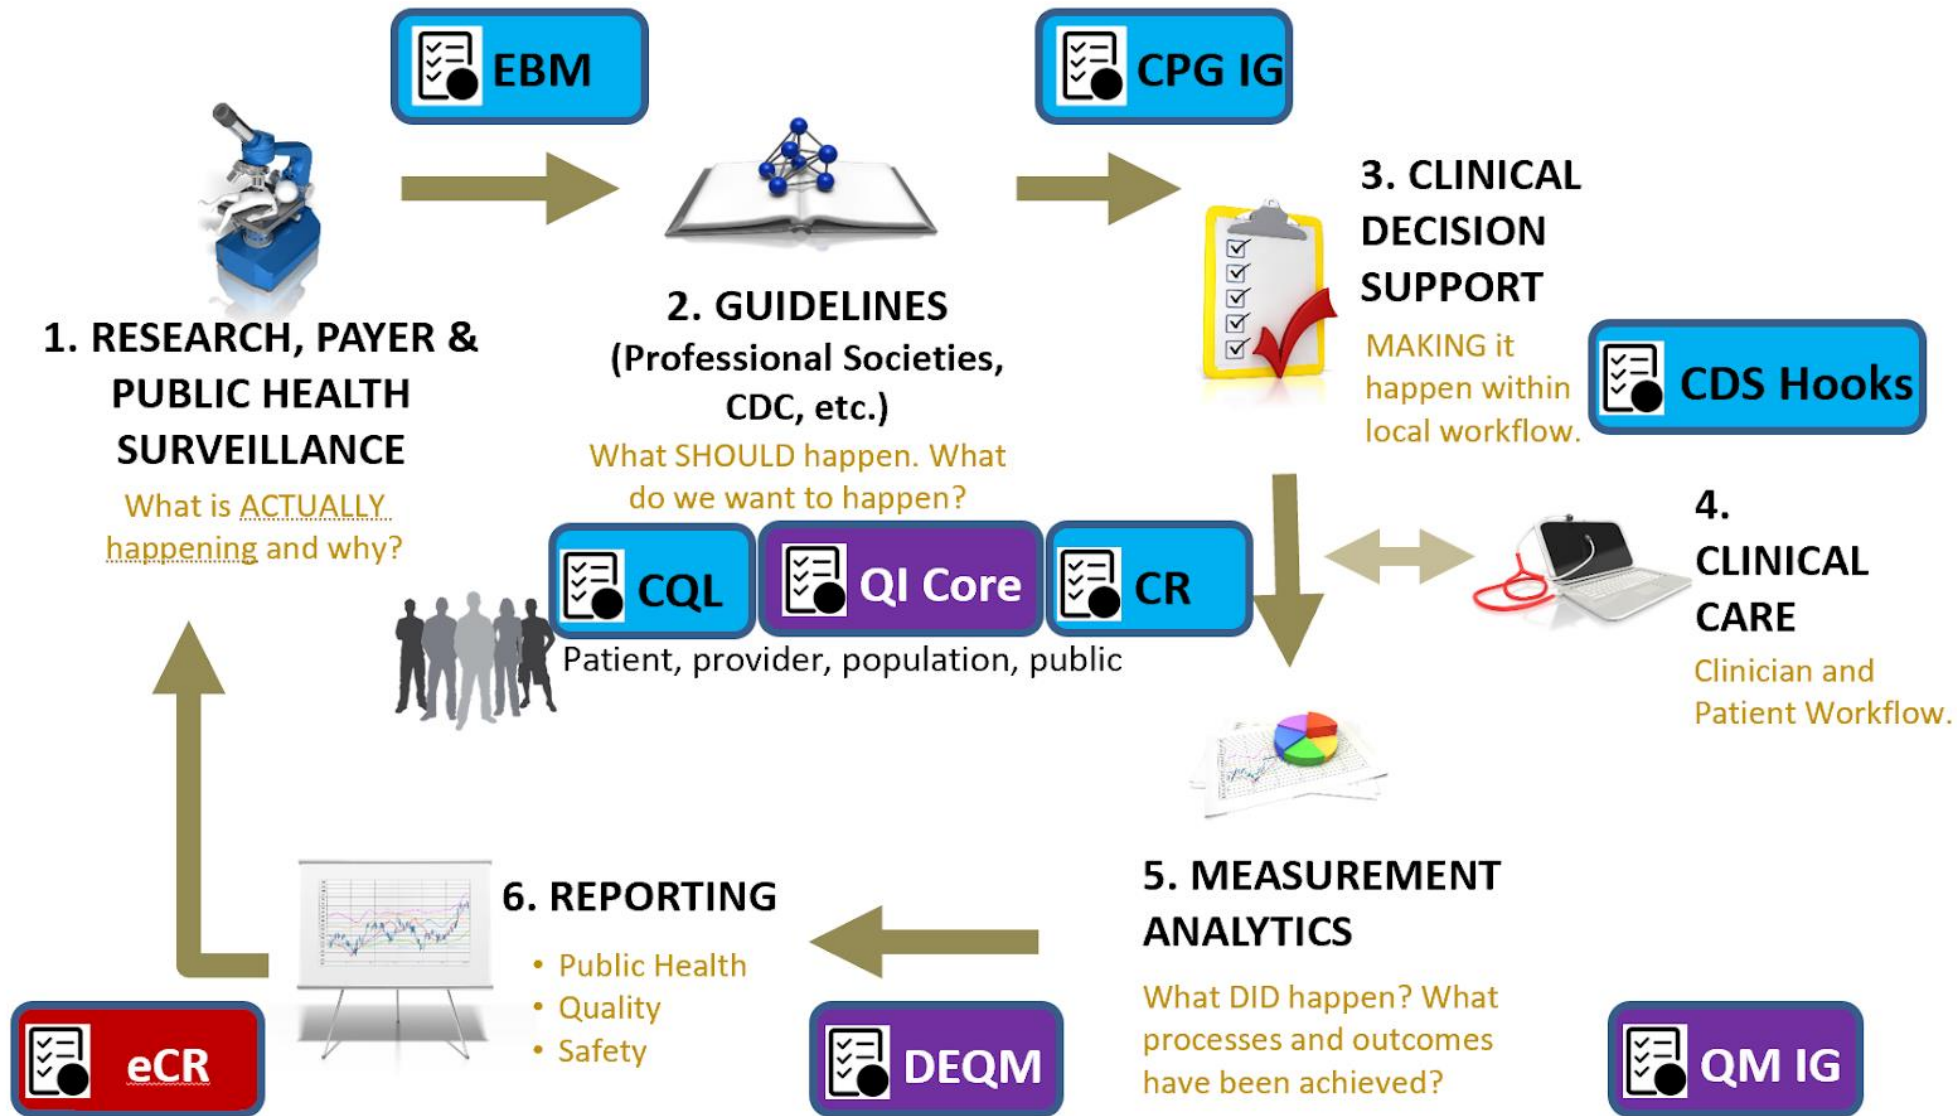 EBM
CPG IG
1. RESEARCH, PAYER &
PUBLIC HEALTH
SURVEILLANCE
What is ACTUALLY
happening and why?
2. GUIDELINES
(Professional Societies,
CDC, etc.)
What SHOULD happen. What
do we want to happen?
3. CLINICAL
DECISION
SUPPORT
MAKING it
happen within
local workflow.
CDS Hooks
CQL
QI Core
CR
Patient, provider, population, public
4.
CLINICAL
CARE
Clinician and
Patient Workflow.
5. MEASUREMENT
ANALYTICS
What DID happen? What
processes and outcomes
have been achieved?
QM IG
6. REPORTING
• Public Health
• Quality
• Safety
DEQM
eCR